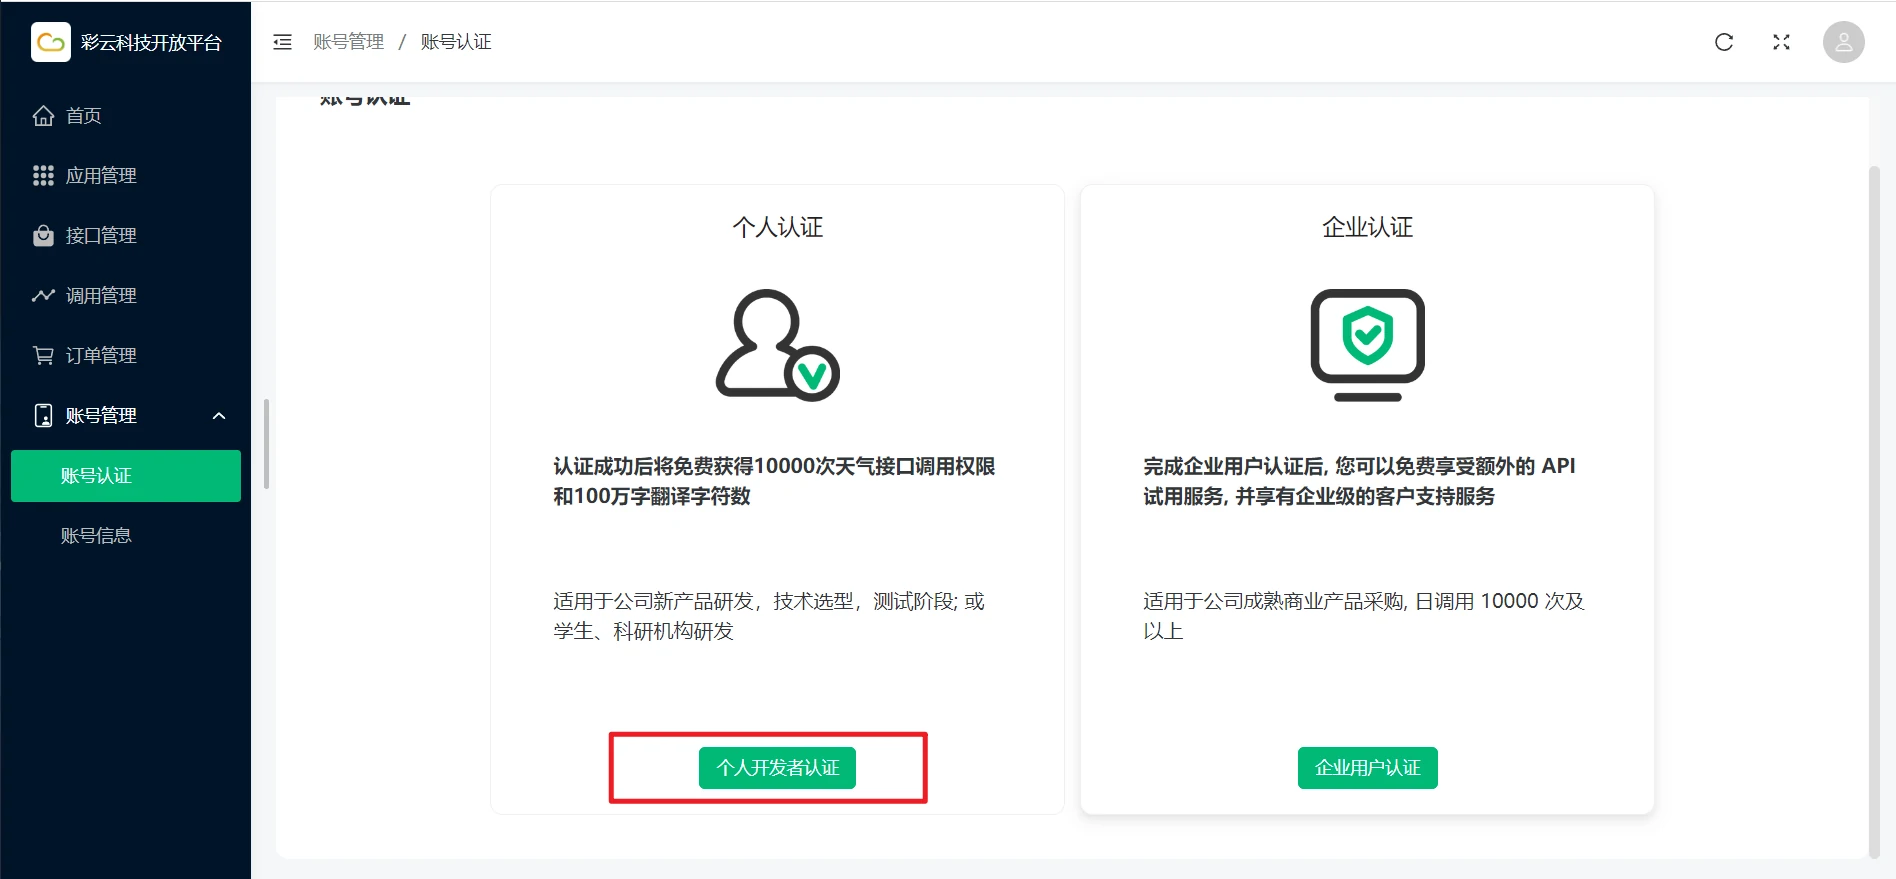 彩云科技开放平台
首页
应用管理
接口管理
调用管理
订单管理
账号管理
账号认证
账号信息
账号管理 / 账号认证
账号认证
个人认证
认证成功后将免费获得10000次天气接口调用权限
和100万字翻译字符数
适用于公司新产品研发，技术选型，测试阶段; 或
学生、科研机构研发
个人开发者认证
企业认证
完成企业用户认证后, 您可以免费享受额外的 API
试用服务, 并享有企业级的客户支持服务
适用于公司成熟商业产品采购, 日调用 10000 次及
以上
企业用户认证